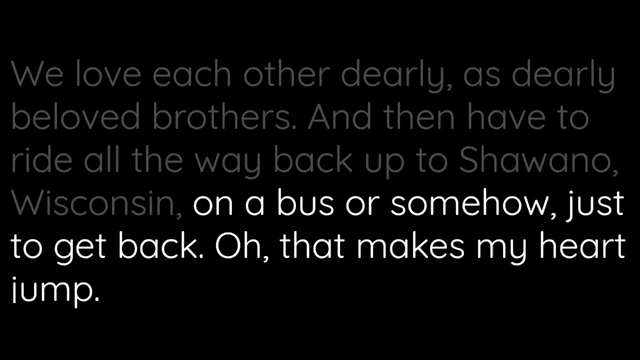 We love each other dearly, as dearly
beloved brothers. And then have to
ride all the way back up to Shawano,
Wisconsin, on a bus or somehow, just
to get back. Oh, that makes my heart
jump.